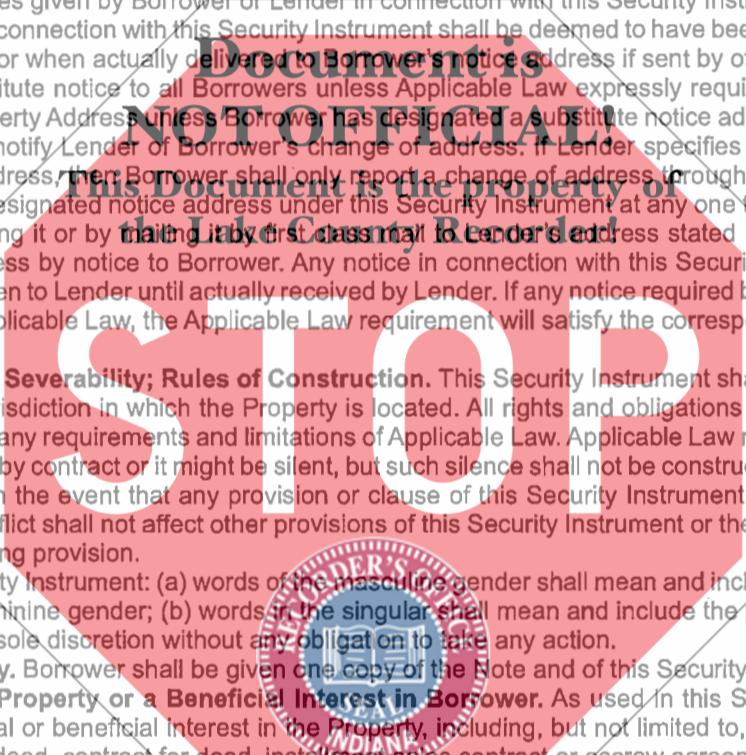 es given by Borrower or Lender in connection with this Security Inst
connection with this Security Instrument shall be deemed to have bee
or when actually delivered to Borrower's notice address if sent by o
itute notice to all Borrowers unless Applicable Law expressly requi
erty Address unless Borrower has designated a substitute notice ad
notify Lender of Borrower's change of address. If Lender specifies
dress, then Borrower shall only report a change of address through
esignated notice address under this Security Instrument at any one
ng it or by mailing it by first class mail to Lender's address stated
ess by notice to Borrower. Any notice in connection with this Securi
en to Lender until actually received by Lender. If any notice required b
plicable Law, the Applicable Law requirement will satisfy the corresp
Severability; Rules of Construction. This Security Instrument sha
isdiction in which the Property is located. All rights and obligations
any requirements and limitations of Applicable Law. Applicable Law
by contract or it might be silent, but such silence shall not be constru
n the event that any provision or clause of this Security Instrument
flict shall not affect other provisions of this Security Instrument or the
ng provision.
ty Instrument: (a) words of the masculine gender shall mean and incl
ninine gender; (b) words in the singular shall mean and include the
sole discretion without any obligation to take any action.
y. Borrower shall be given one copy of the Note and of this Security
Property or a Beneficial Interest in Borrower. As used in this S
al or beneficial interest in the Property, including, but not limited to,
Document is
NOT OFFICIAL!
This Document is the property of
the Lake County Recorder!
STOP
RECORDER'S OFFICE
SEAL
INDIANA